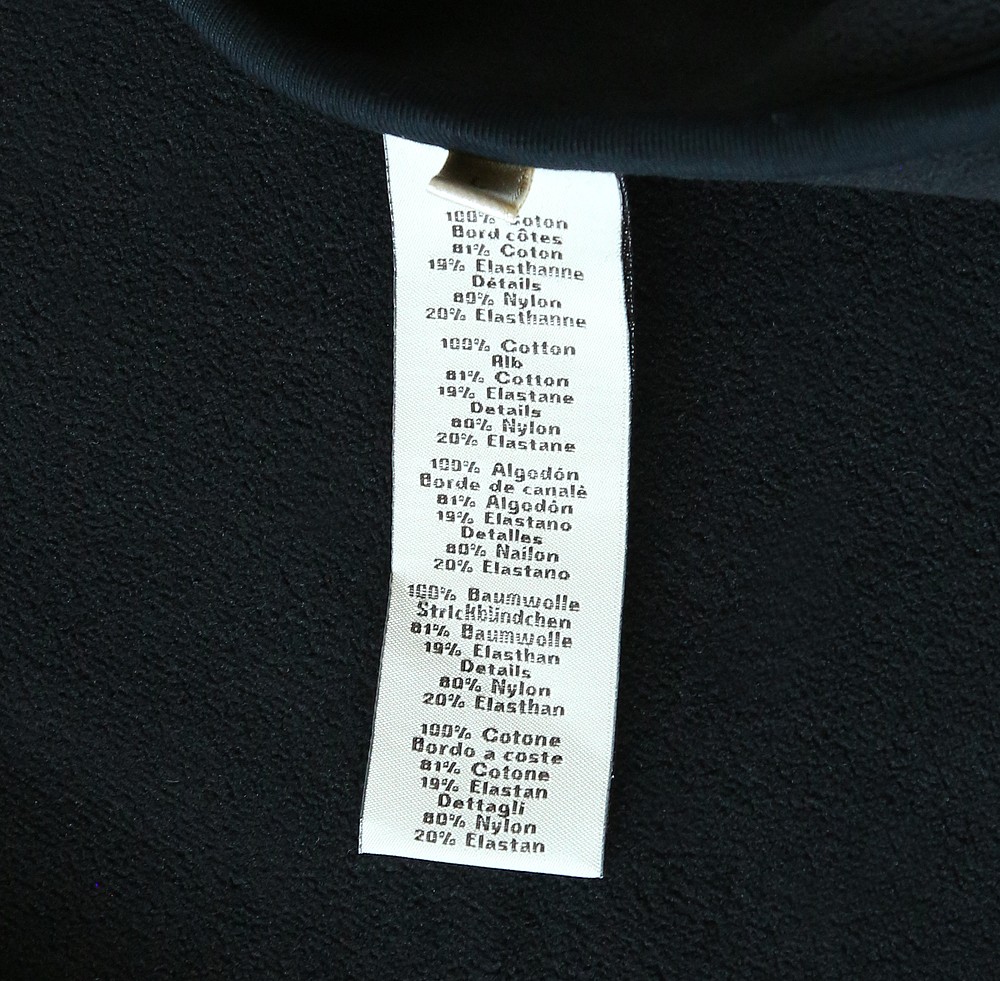 100% Coton
Bord côtes
81% Coton
19% Elasthanne
Détails
80% Nylon
20% Elasthanne
100% Cotton
Rib
81% Cotton
19% Elastane
Details
80% Nylon
20% Elastane
100% Algodón
Borde de canalé
81% Algodón
19% Elastano
Detalles
80% Nailon
20% Elastano
100% Baumwolle
Strickbündchen
81% Baumwolle
19% Elasthan
Details
80% Nylon
20% Elasthan
100% Cotone
Bordo a coste
81% Cotone
19% Elastan
Dettagli
80% Nylon
20% Elastan